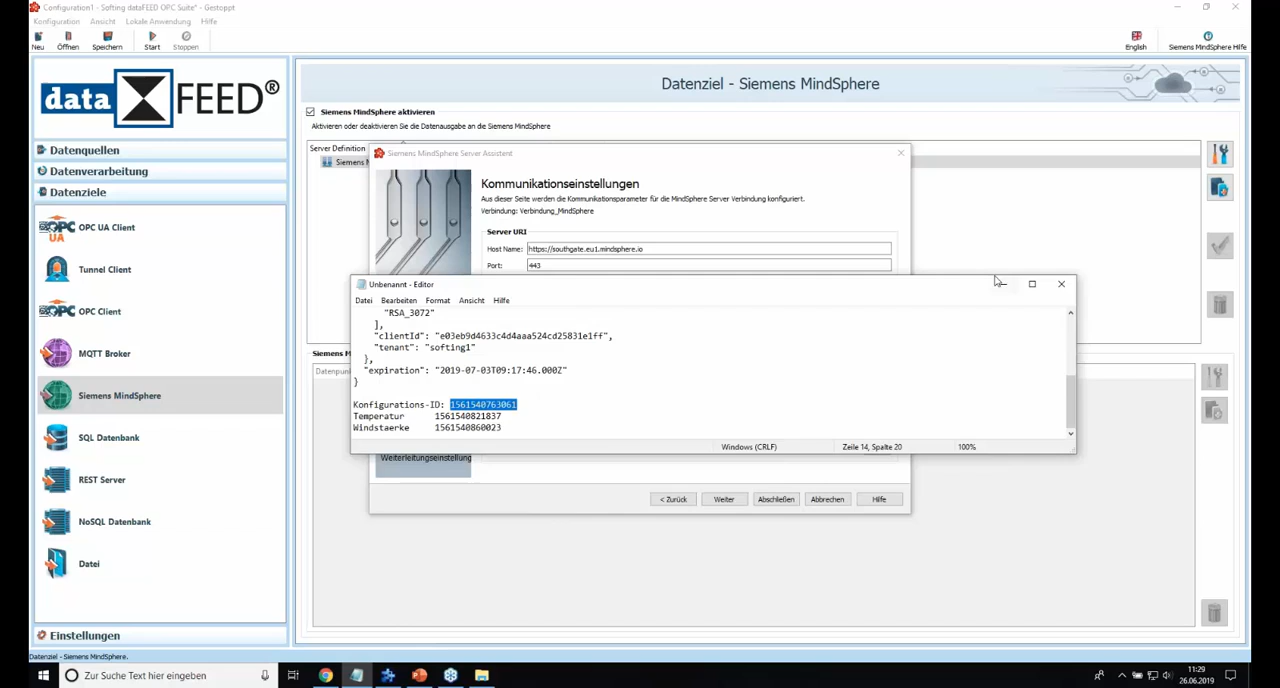 Configuration1 - Softing dataFEED OPC Suite* - Gestoppt
Konfiguration Ansicht Lokale Anwendung Hilfe
Neu Öffnen Speichern Start Stoppen English Siemens MindSphere Hilfe
data FEED®
Datenziel - Siemens MindSphere
Siemens MindSphere aktivieren
Aktivieren oder deaktivieren Sie die Datenausgabe an die Siemens MindSphere
Datenquellen
Datenverarbeitung
Datenziele
OPC UA Client
Tunnel Client
OPC Client
MQTT Broker
Siemens MindSphere
SQL Datenbank
REST Server
NoSQL Datenbank
Datei
Einstellungen
Server Definition
Siemens M
Siemens MindSphere Server Assistent
Kommunikationseinstellungen
Aus dieser Seite werden die Kommunikationsparameter für die MindSphere Server Verbindung konfiguriert.
Verbindung: Verbindung_MindSphere
Server URI
Host Name: https://southgate.eu1.mindsphere.io
Port: 443
Unbenannt - Editor
Datei Bearbeiten Format Ansicht Hilfe
"RSA_3072"
],
"clientId": "e03eb9d4633c4d4aaa524cd25831e1ff",
"tenant": "softing1"
},
"expiration": "2019-07-03T09:17:46.000Z"
}
Konfigurations-ID: 1561540763061
Temperatur 1561540821837
Windstaerke 1561540860023
Windows (CRLF) Zeile 14, Spalte 20 100%
Siemens M
Datenpunk
Weiterleitungseinstellung
< Zurück Weiter Abschließen Abbrechen Hilfe
Datenziel - Siemens MindSphere.
Zur Suche Text hier eingeben
11:29
26.06.2019